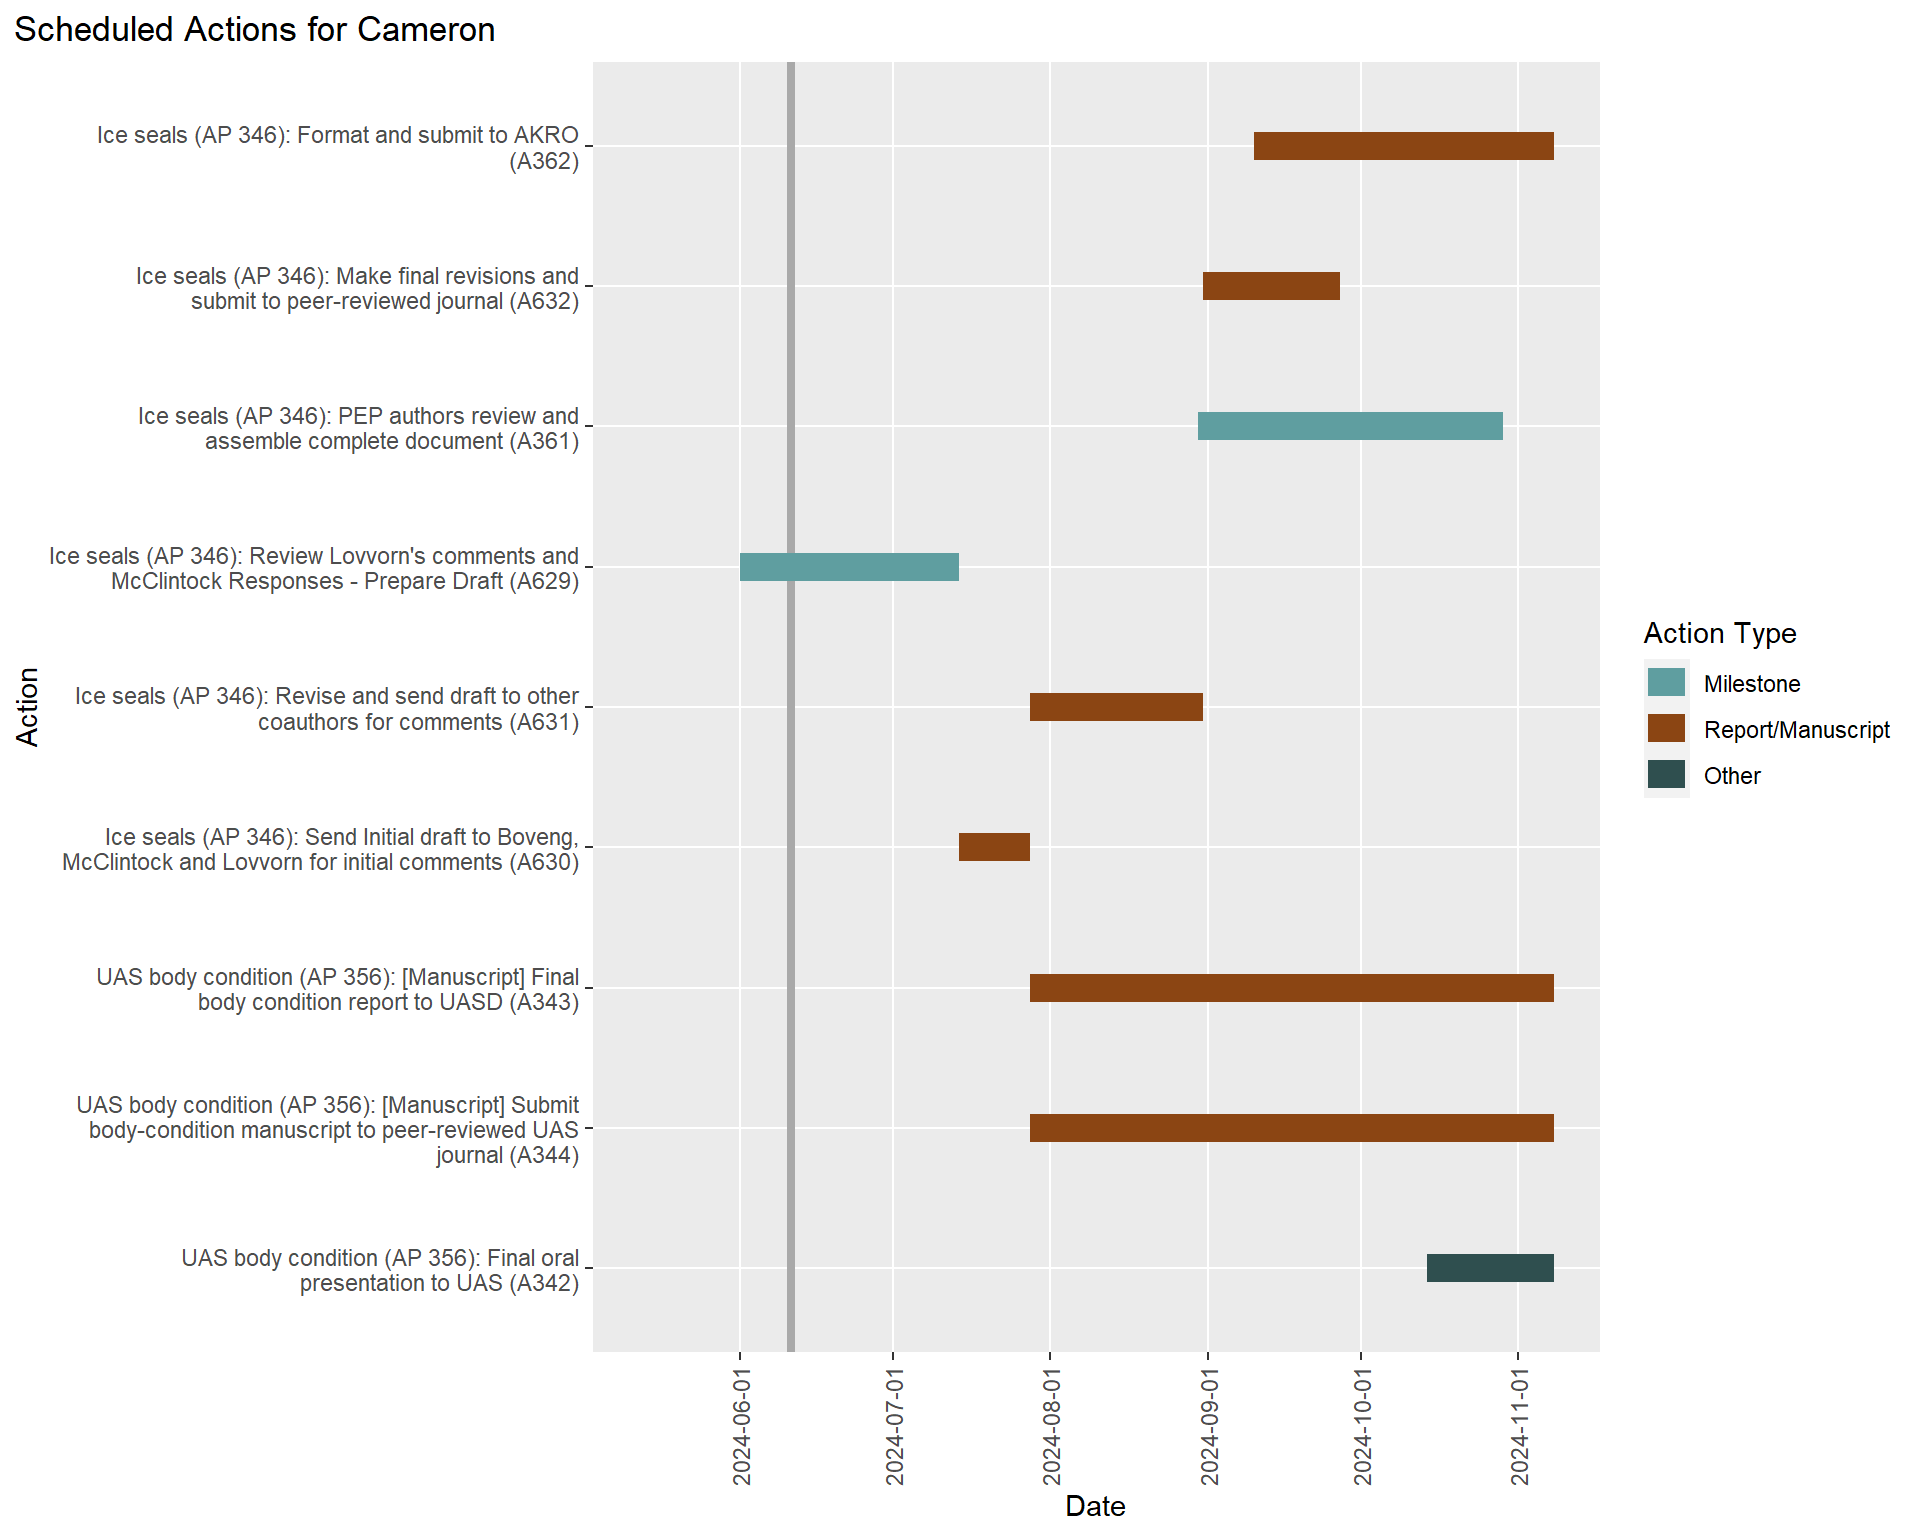 Scheduled Actions for Cameron
Ice seals (AP 346): Format and submit to AKRO
(A362)
Ice seals (AP 346): Make final revisions and
submit to peer-reviewed journal (A632)
Ice seals (AP 346): PEP authors review and
assemble complete document (A361)
Ice seals (AP 346): Review Lovvorn's comments and
McClintock Responses - Prepare Draft (A629)
Ice seals (AP 346): Revise and send draft to other
coauthors for comments (A631)
Ice seals (AP 346): Send Initial draft to Boveng,
McClintock and Lovvorn for initial comments (A630)
UAS body condition (AP 356): [Manuscript] Final
body condition report to UASD (A343)
UAS body condition (AP 356): [Manuscript] Submit
body-condition manuscript to peer-reviewed UAS
journal (A344)
UAS body condition (AP 356): Final oral
presentation to UAS (A342)
Action
2024-06-01
2024-07-01
2024-08-01
2024-09-01
2024-10-01
2024-11-01
Date
Action Type
Milestone
Report/Manuscript
Other